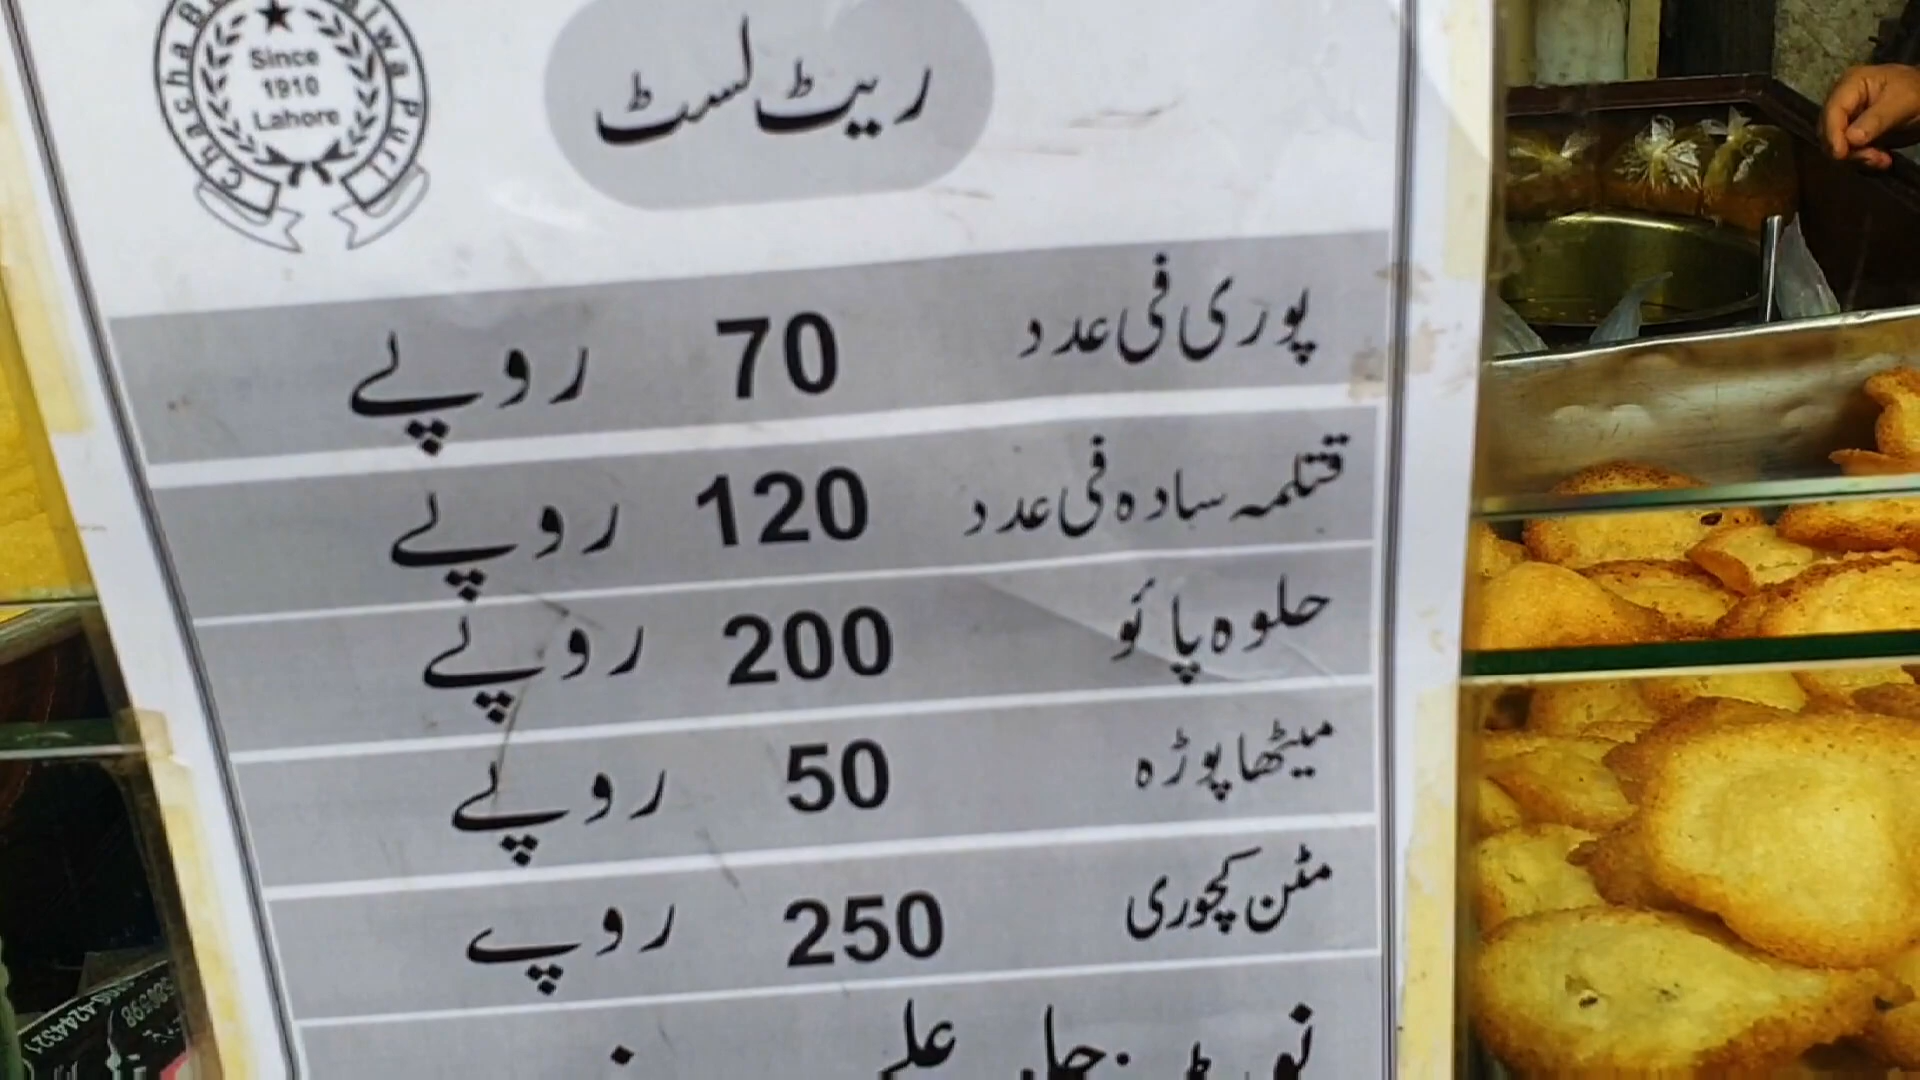 Since
1910
Lahore
ریٹ لسٹ
پوری فی عدد 70 روپے
قتلمہ سادہ فی عدد 120 روپے
حلوہ پائو 200 روپے
میٹھا پوڑہ 50 روپے
مٹن کچوری 250 روپے